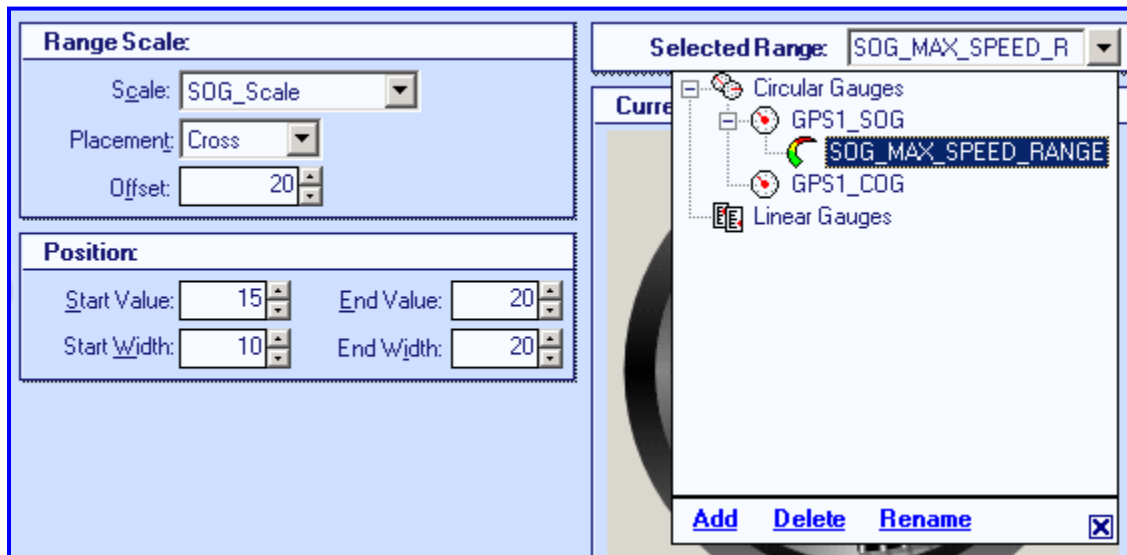 Range Scale:
Scale: SOG_Scale
Placement: Cross
Offset: 20
Position:
Start Value: 15 End Value: 20
Start Width: 10 End Width: 20
Selected Range: SOG_MAX_SPEED_R
Curre
Circular Gauges
GPS1_SOG
SOG_MAX_SPEED_RANGE
GPS1_COG
Linear Gauges
Add Delete Rename